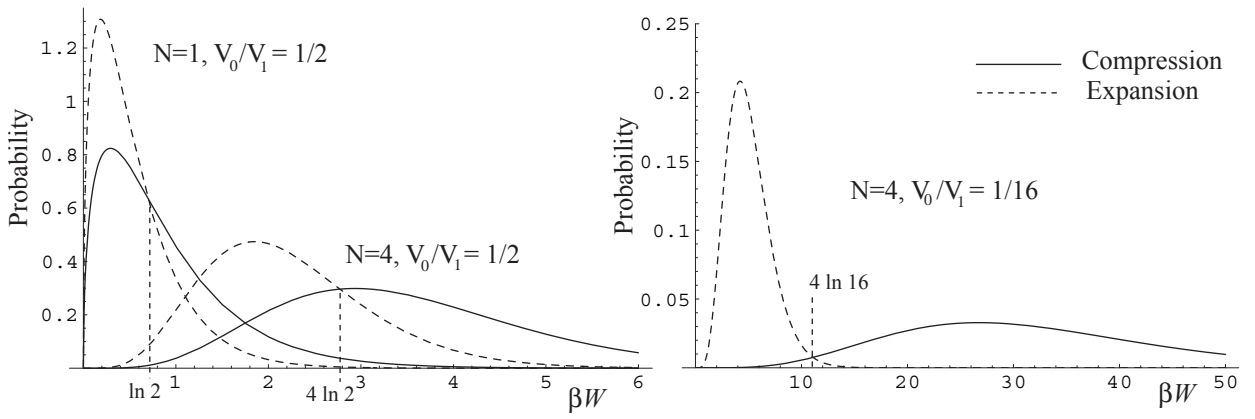 Probability
1.2
1
0.8
0.6
0.4
0.2
N=1, V₀/V₁ = 1/2
N=4, V₀/V₁ = 1/2
ln 2
1
2
4 ln 2
3
4
5
6
βW
Probability
0.25
0.20
0.15
0.10
0.05
Compression
Expansion
N=4, V₀/V₁ = 1/16
4 ln 16
10
20
30
40
50
βW